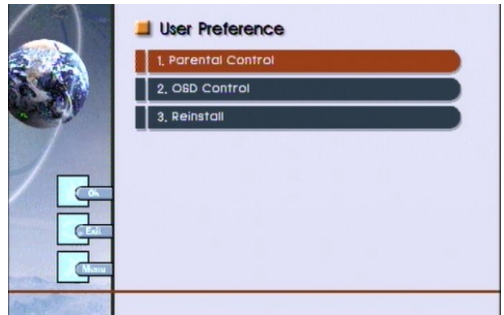 User Preference
1. Parental Control
2. OSD Control
3. Reinstall
Ok
Exit
Menu